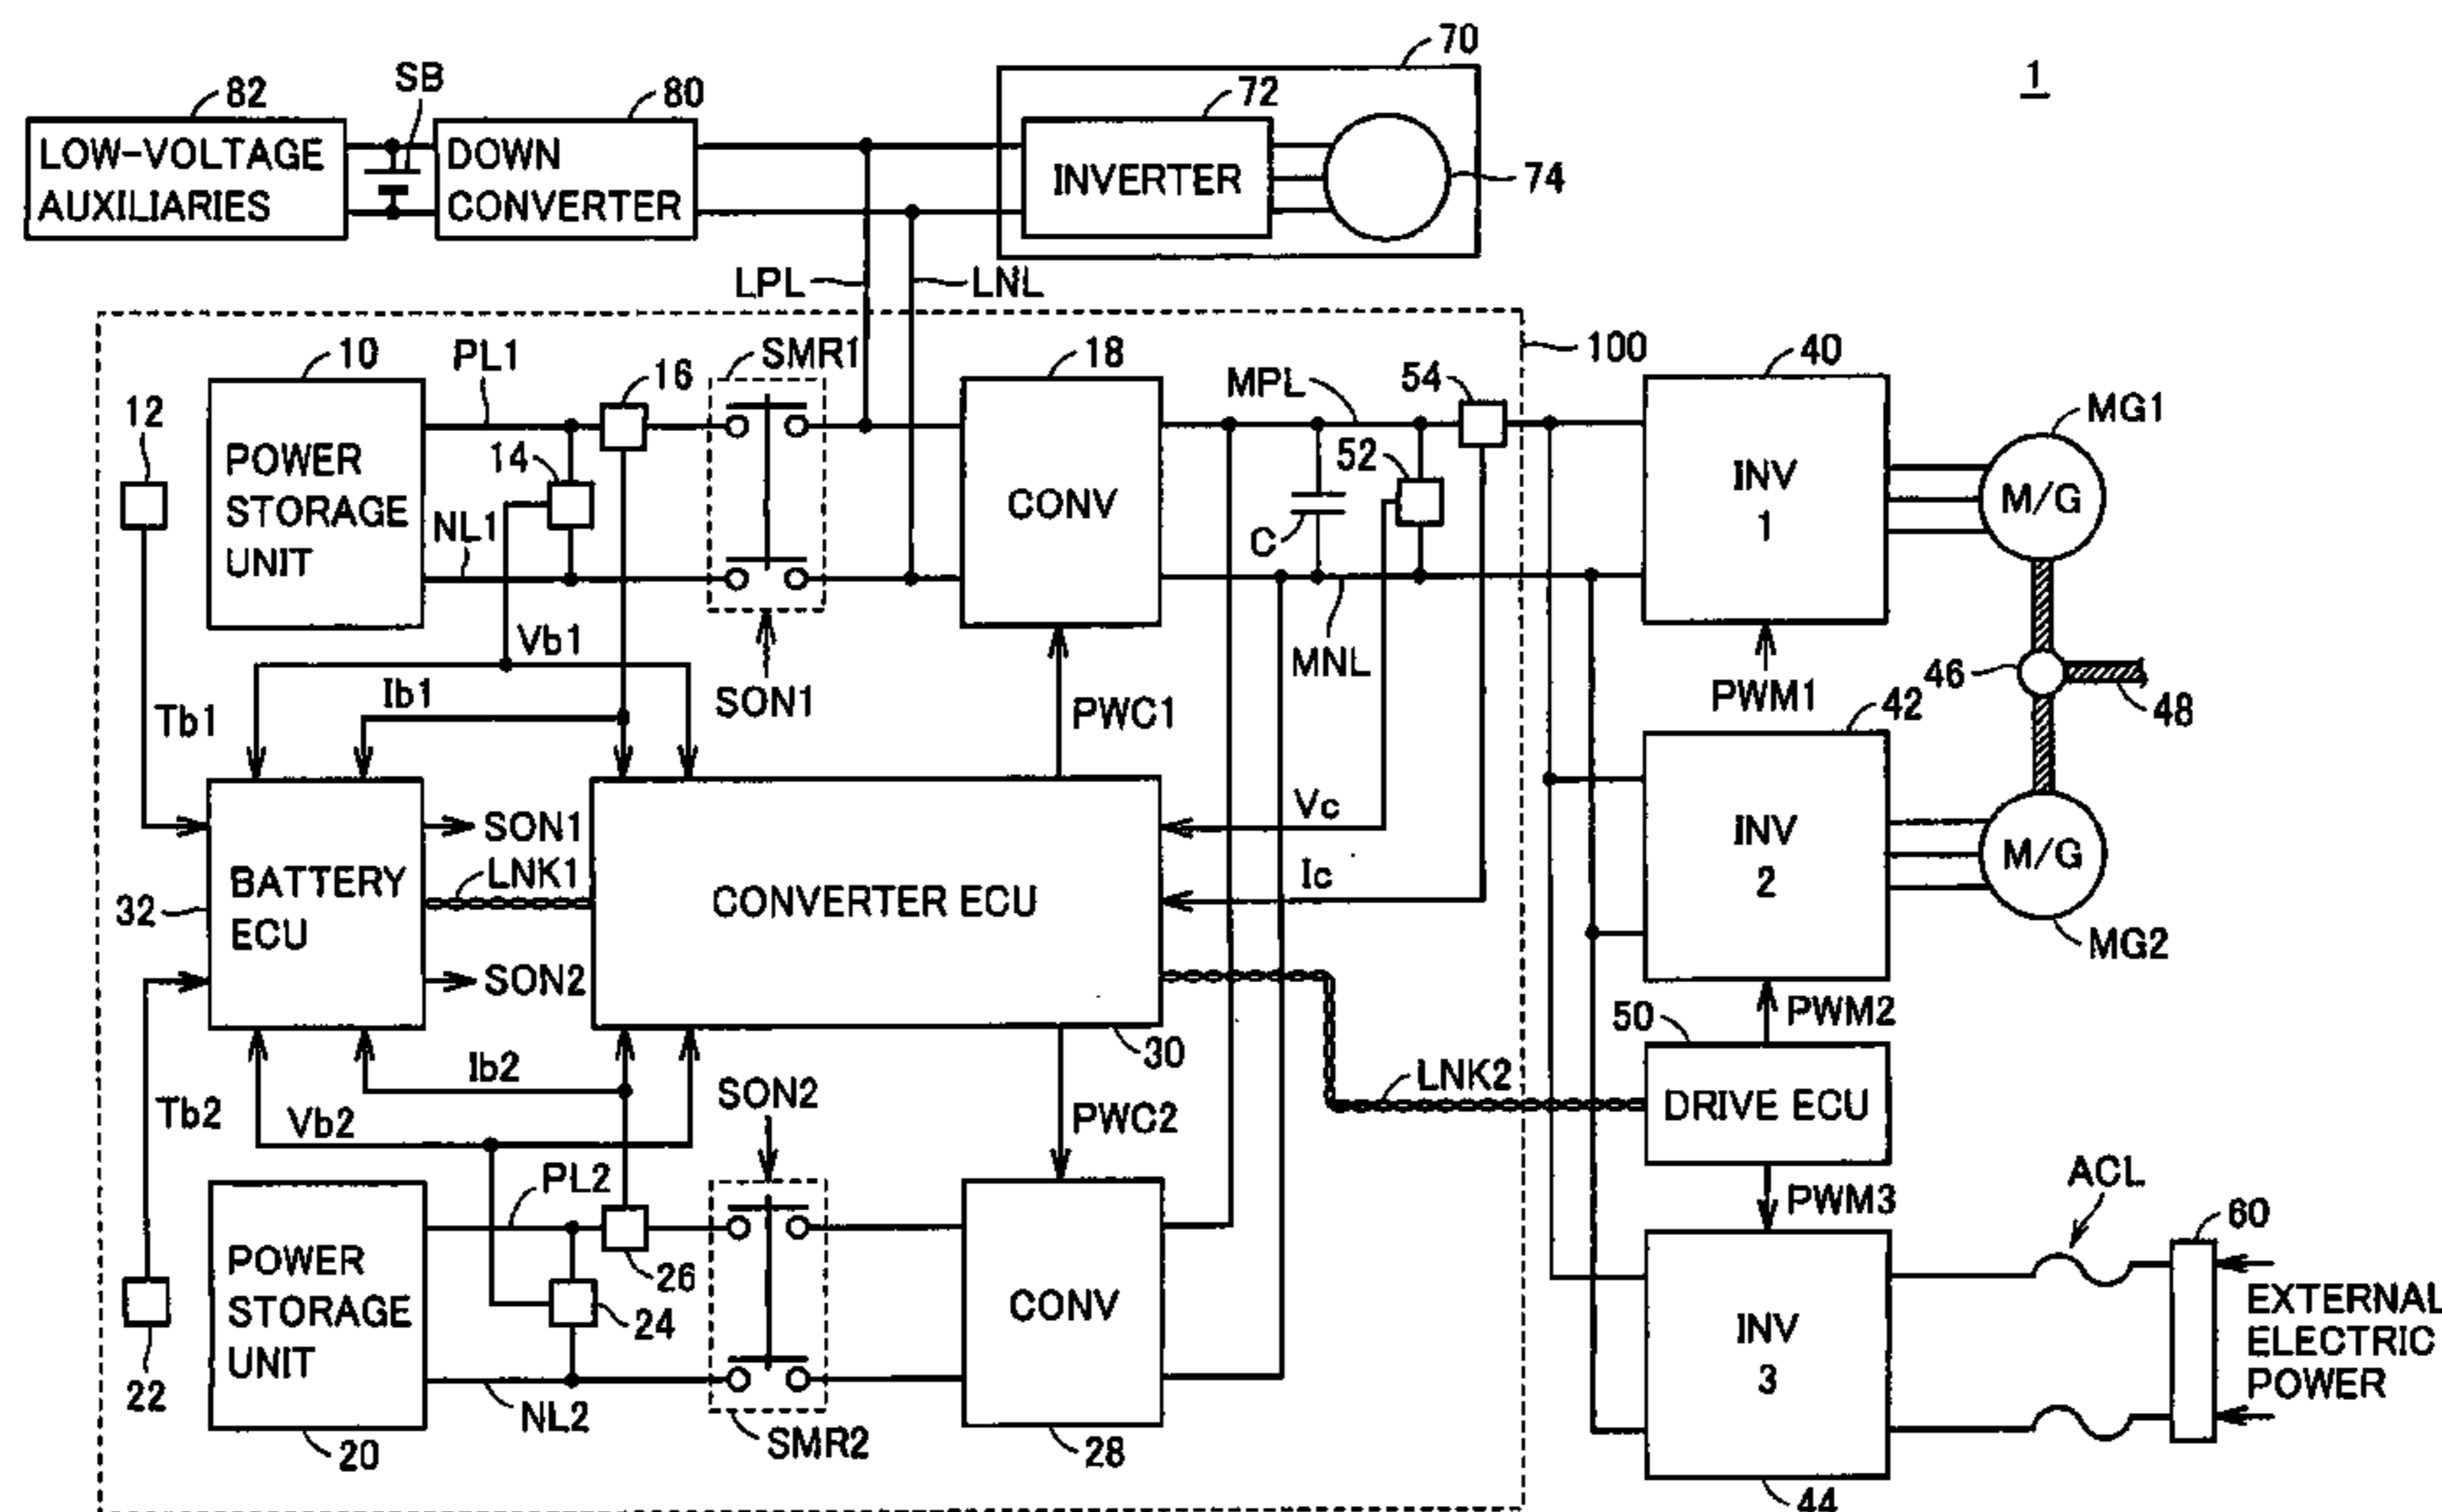 70
1
82
SB
80
72
LOW-VOLTAGE
AUXILIARIES
DOWN
CONVERTER
INVERTER
74
LPL
LNL
10
PL1
16
SMR1
18
MPL
54
100
40
12
MG1
POWER
STORAGE
UNIT
14
NL1
CONV
C
52
INV
1
M/G
Vb1
Ib1
SON1
MNL
PWM1
46
48
Tb1
PWC1
42
SON1
Vc
BATTERY
ECU
LNK1
CONVERTER ECU
Ic
INV
2
M/G
32
SON2
MG2
30
50
PWM2
Ib2
SON2
LNK2
DRIVE ECU
Tb2
Vb2
PWC2
PL2
PWM3
ACL
60
26
POWER
STORAGE
UNIT
24
CONV
INV
3
EXTERNAL
ELECTRIC
POWER
22
NL2
SMR2
20
28
44